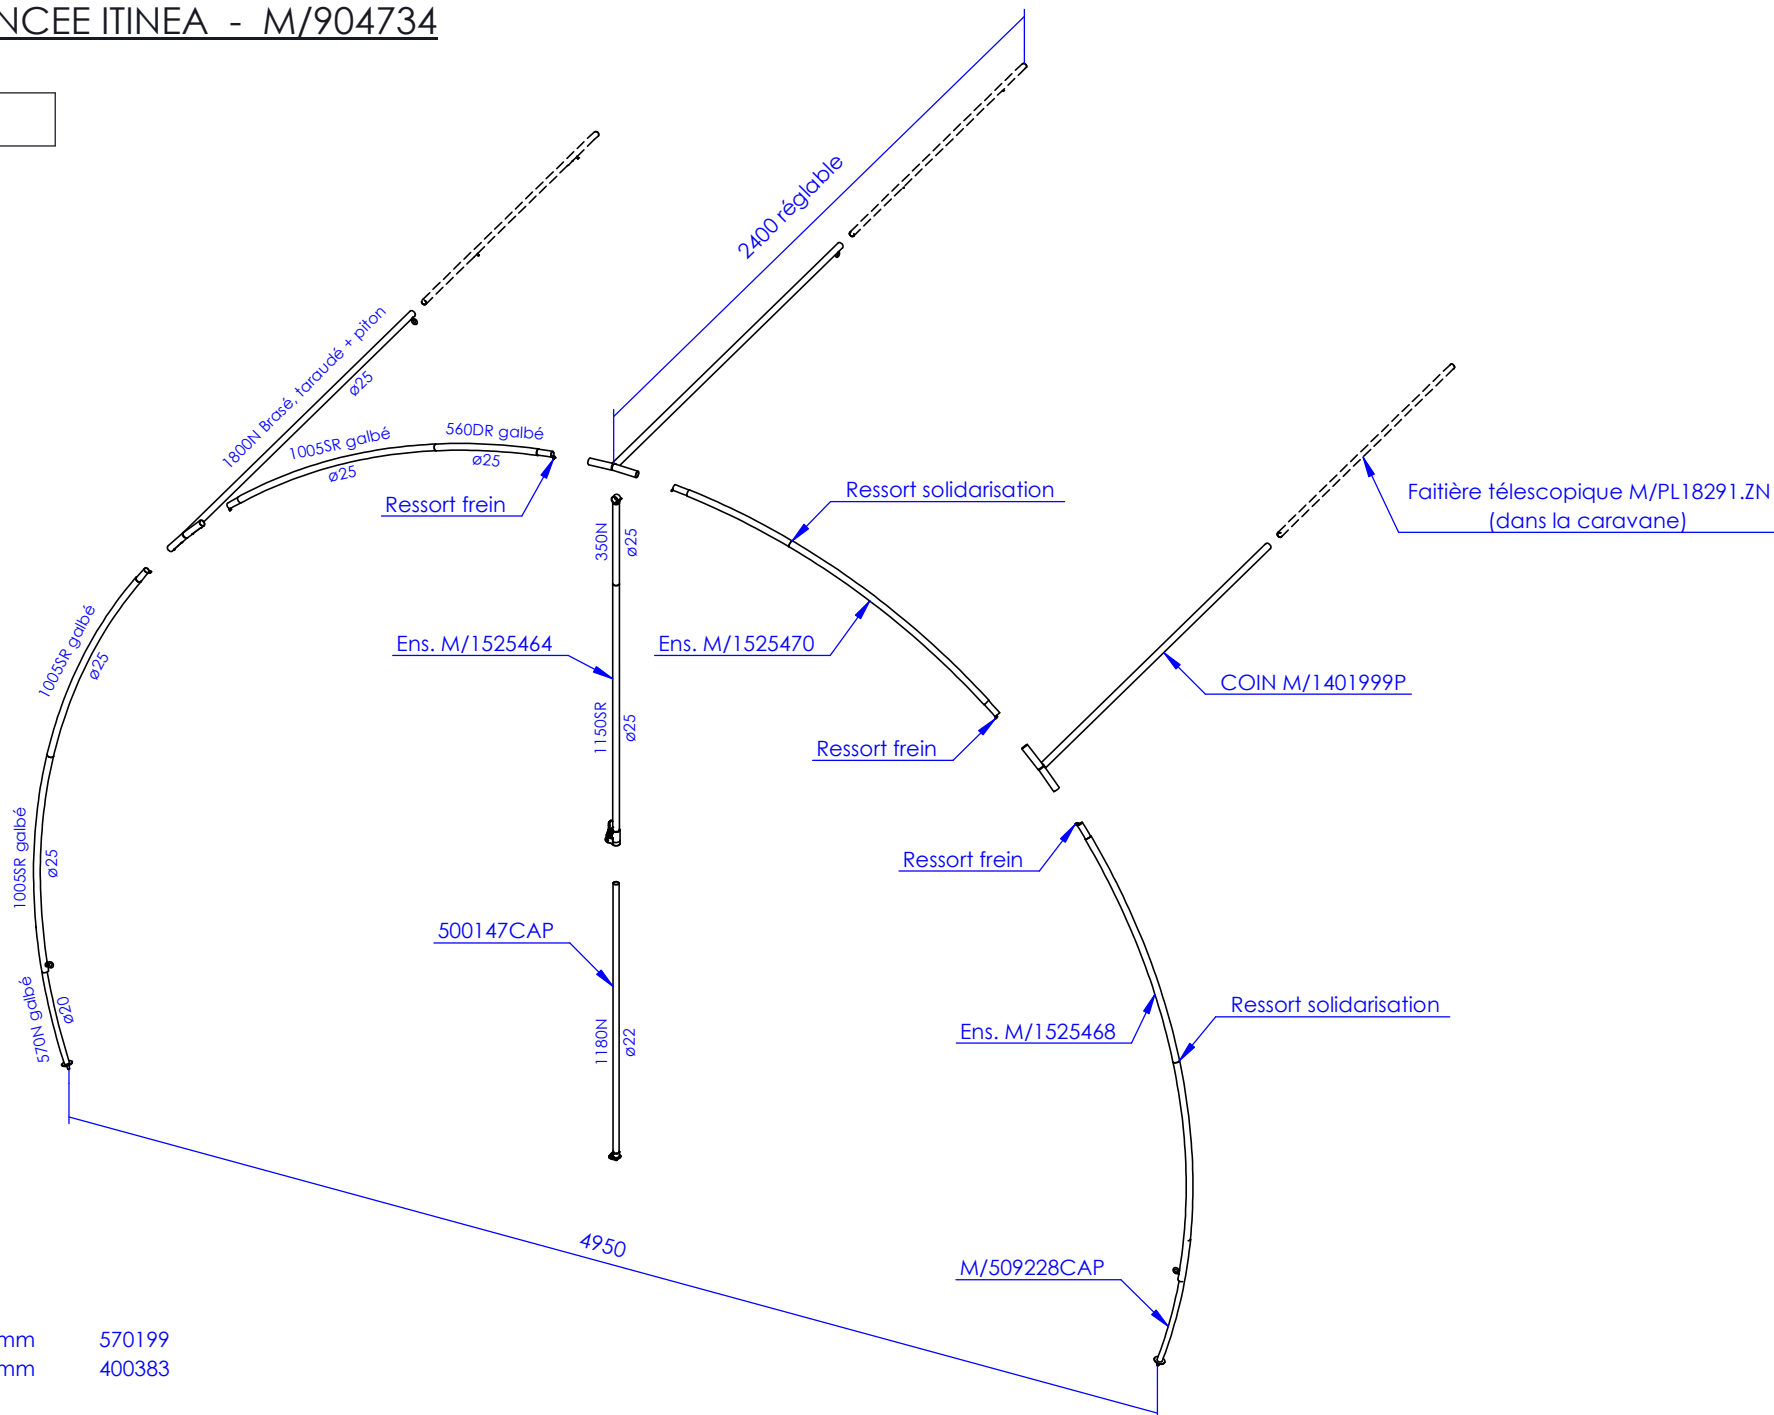 NCEE ITINEA - M/904734
2400 réglable
1800N Brasé, taraudé + piton
ø25
1005SR galbé
ø25
560DR galbé
ø25
Ressort frein
Ressort solidarisation
Faitière télescopique M/PL18291.ZN
(dans la caravane)
350N
ø25
1005SR galbé
ø25
Ens. M/1525464
Ens. M/1525470
COIN M/1401999P
1150SR
ø25
Ressort frein
1005SR galbé
ø25
Ressort frein
500147CAP
570N galbé
ø20
1180N
ø22
Ens. M/1525468
Ressort solidarisation
4950
M/509228CAP
mm 570199
mm 400383